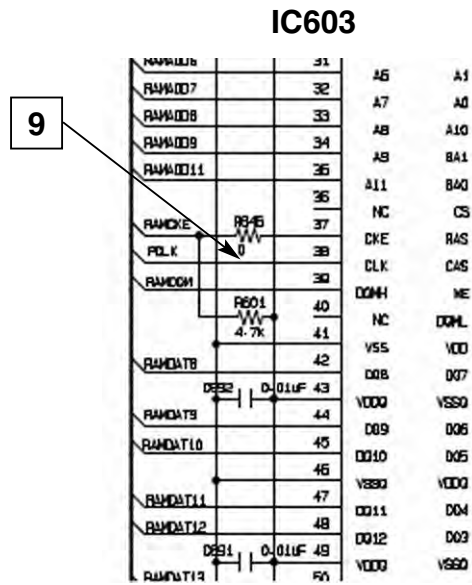 IC603
9
RAMADD6 31 A6 A1
RAMADD7 32 A7 A0
RAMADD8 33 A8 A10
RAMADD9 34 A9 BA1
RAMADD11 35 A11 BA0
36 NC CS
RAMCKE R645 0 37 CKE RAS
PCLK 38 CLK CAS
RAMDQM 39 DQMH WE
R601 4.7K 40 NC DQML
41 VSS VDD
RAMDAT8 42 DQ8 DQ7
0.01uF 43 VDDQ VSSQ
RAMDAT9 44 DQ9 DQ6
RAMDAT10 45 DQ10 DQ5
46 VSSQ VDDQ
RAMDAT11 47 DQ11 DQ4
RAMDAT12 48 DQ12 DQ3
0.01uF 49 VDDQ VSSQ
RAMDAT13 50